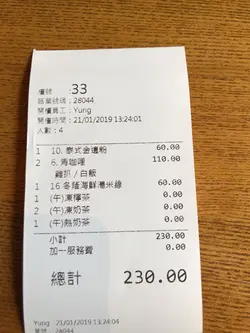 檯號 :33
賬單號碼: 28044
開檯員工: Yung
開檯時間: 21/01/2019 13:24:01
人數: 4
1 10. 泰式金邊粉 60.00
2 6. 青咖喱 110.00
雞扒 / 白飯
1 16 冬蔭海鮮湯米線 60.00
1 (午)凍檸茶 0.00
2 (午)凍奶茶 0.00
1 (午)熱奶茶 0.00
小計 230.00
加一服務費 0.00
總計 230.00
Yung 21/01/2019 13:24:04
28044